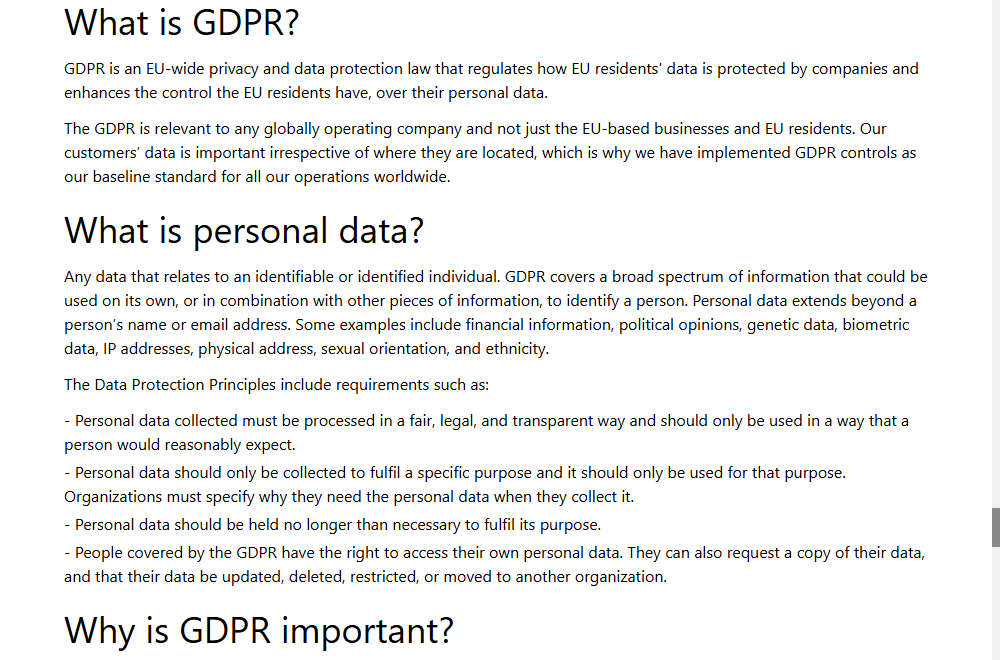 What is GDPR?
GDPR is an EU-wide privacy and data protection law that regulates how EU residents' data is protected by companies and
enhances the control the EU residents have, over their personal data.
The GDPR is relevant to any globally operating company and not just the EU-based businesses and EU residents. Our
customers’ data is important irrespective of where they are located, which is why we have implemented GDPR controls as
our baseline standard for all our operations worldwide.
What is personal data?
Any data that relates to an identifiable or identified individual. GDPR covers a broad spectrum of information that could be
used on its own, or in combination with other pieces of information, to identify a person. Personal data extends beyond a
person’s name or email address. Some examples include financial information, political opinions, genetic data, biometric
data, IP addresses, physical address, sexual orientation, and ethnicity.
The Data Protection Principles include requirements such as:
- Personal data collected must be processed in a fair, legal, and transparent way and should only be used in a way that a
person would reasonably expect.
- Personal data should only be collected to fulfil a specific purpose and it should only be used for that purpose.
Organizations must specify why they need the personal data when they collect it.
- Personal data should be held no longer than necessary to fulfil its purpose.
- People covered by the GDPR have the right to access their own personal data. They can also request a copy of their data,
and that their data be updated, deleted, restricted, or moved to another organization.
Why is GDPR important?